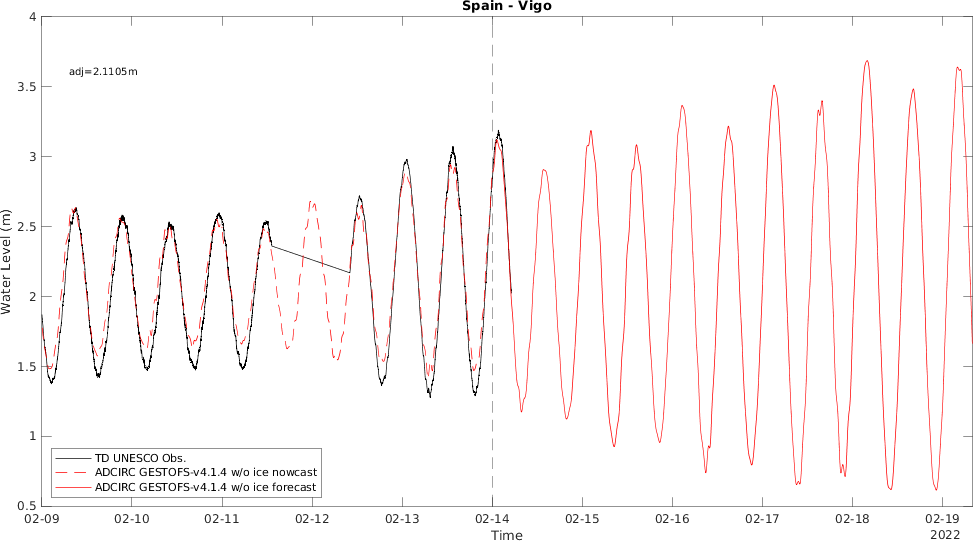 Spain - Vigo
4
adj=2.1105m
3.5
3
2.5
2
1.5
1
0.5
Water Level (m)
TD UNESCO Obs.
ADCIRC GESTOFS-v4.1.4 w/o ice nowcast
ADCIRC GESTOFS-v4.1.4 w/o ice forecast
02-09 02-10 02-11 02-12 02-13 02-14 02-15 02-16 02-17 02-18 02-19
2022
Time